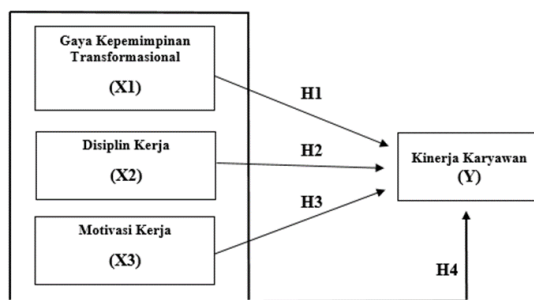 Gaya Kepemimpinan
Transformasional
(X1)
H1
Disiplin Kerja
(X2)
H2
Kinerja Karyawan
(Y)
H3
Motivasi Kerja
(X3)
H4